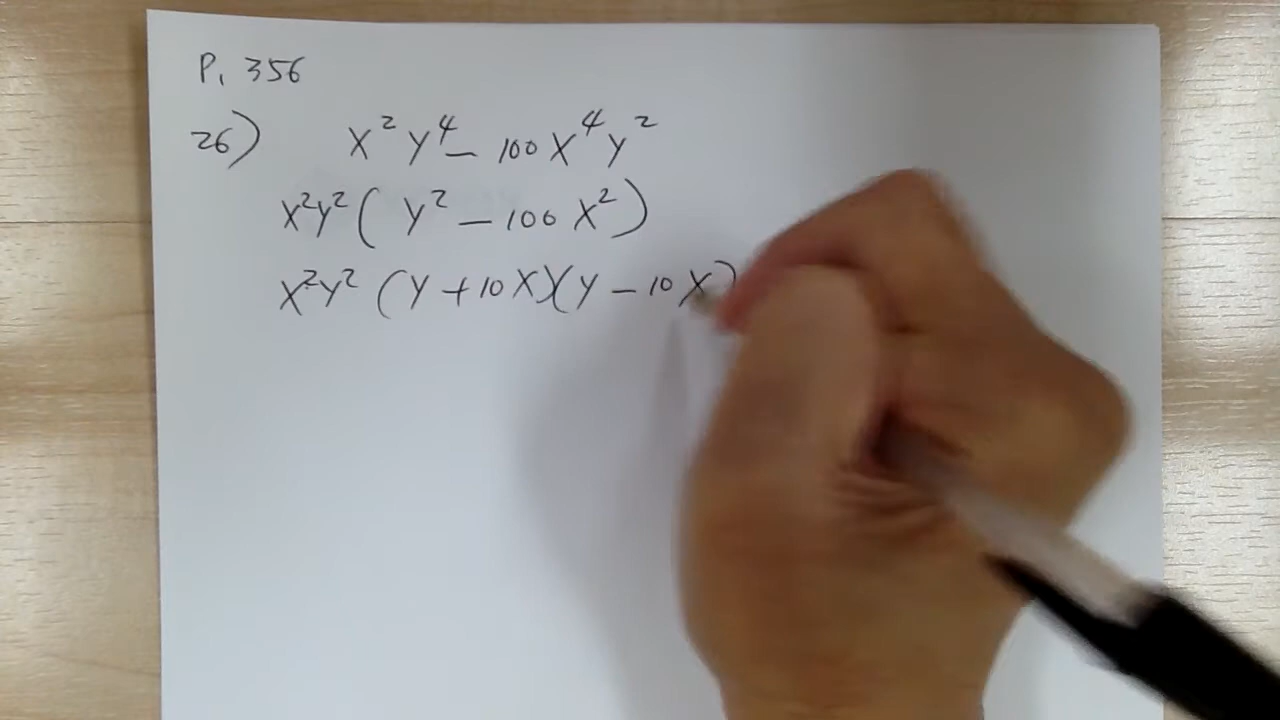 P. 356
26) x²y⁴ - 100x⁴y²
x²y²(y² - 100x²)
x²y²(y + 10x)(y - 10x)